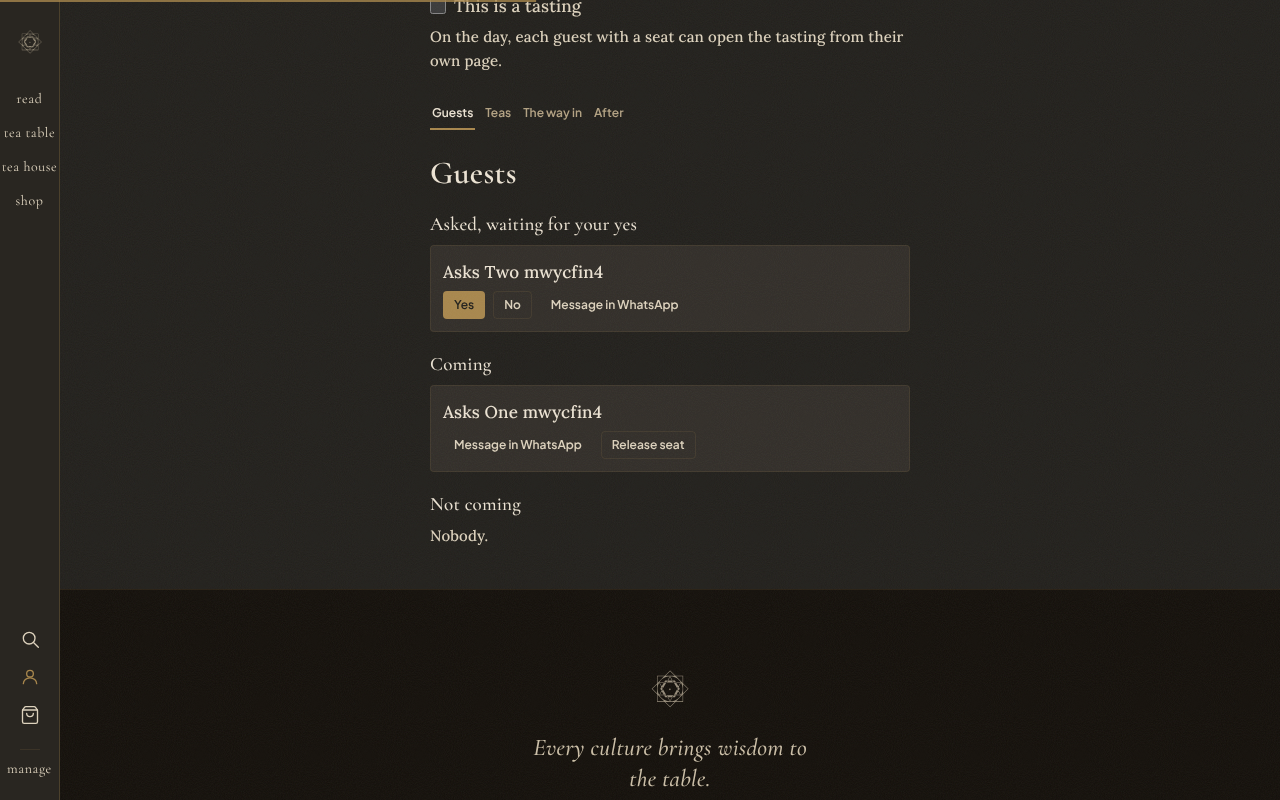 This is a tasting
On the day, each guest with a seat can open the tasting from their
own page.
read
tea table
tea house
shop
Guests Teas The way in After
Guests
Asked, waiting for your yes
Asks Two mwycfin4
Yes No Message in WhatsApp
Coming
Asks One mwycfin4
Message in WhatsApp Release seat
Not coming
Nobody.
manage
Every culture brings wisdom to
the table.